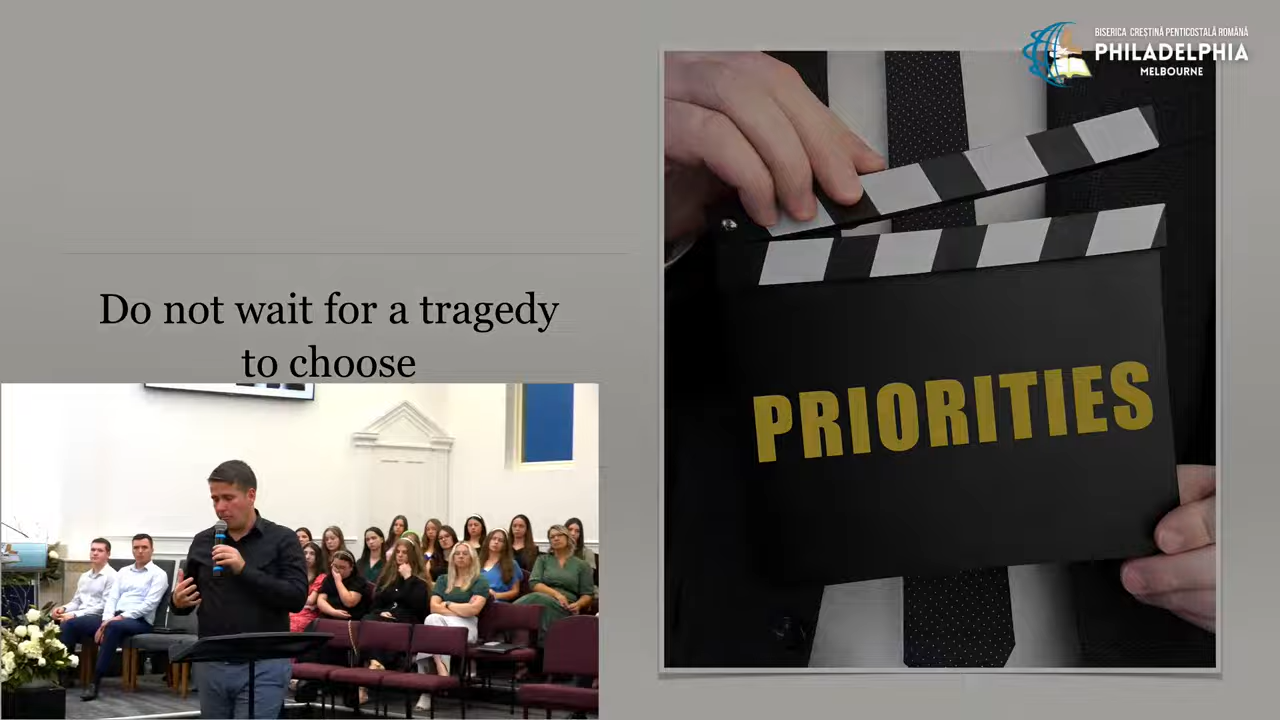 BISERICA CREȘTINĂ PENTICOSTALĂ ROMÂNĂ
PHILADELPHIA
MELBOURNE
Do not wait for a tragedy
to choose
PRIORITIES